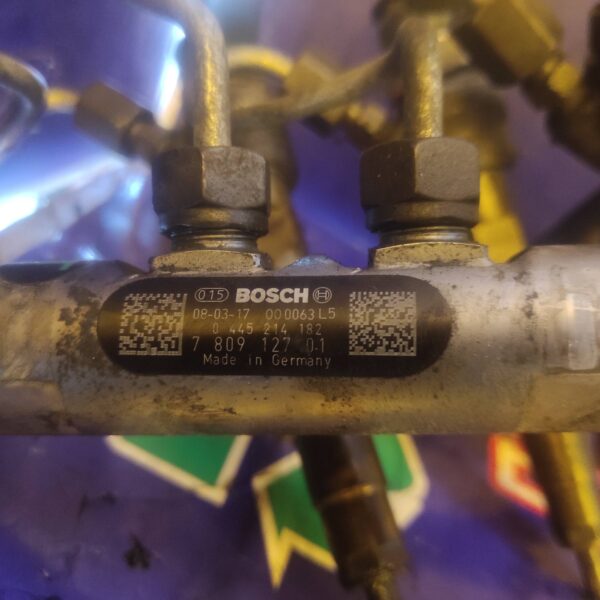 015 BOSCH
08-03-17 000063L5
0 445 214 182
7 809 127 01
Made in Germany